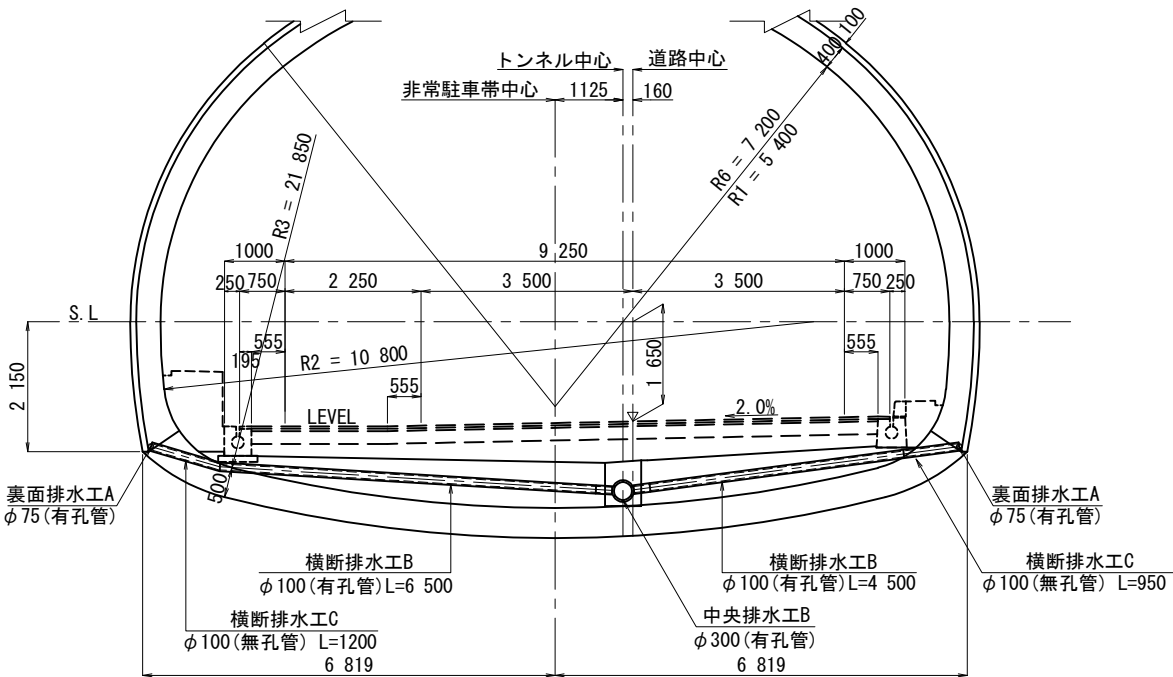 トンネル中心
道路中心
400
100
非常駐車帯中心
1125
160
R3 = 21 850
R6 = 7 200
R1 = 5 400
1000
9 250
1000
250
750
2 250
3 500
3 500
750
250
S.L
555
195
R2 = 10 800
555
1 650
555
2 150
LEVEL
2.0%
500
裏面排水工A
φ75(有孔管)
裏面排水工A
φ75(有孔管)
横断排水工B
φ100(有孔管)L=6 500
横断排水工B
φ100(有孔管)L=4 500
横断排水工C
φ100(無孔管) L=950
横断排水工C
φ100(無孔管) L=1200
中央排水工B
φ300(有孔管)
6 819
6 819